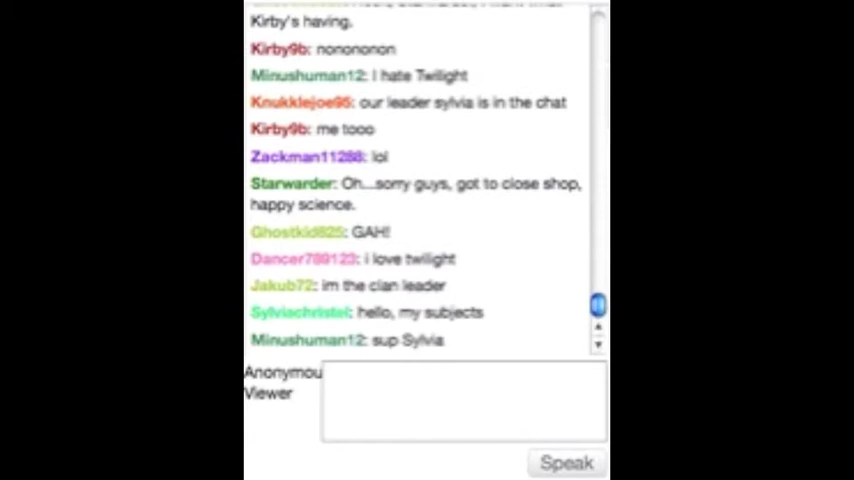 Kirby's having.
Kirby9b: nonononon
Minushuman12: I hate Twilight
Knukklejoe95: our leader sylvia is in the chat
Kirby9b: me tooo
Zackman11288: lol
Starwarder: Oh...sorry guys, got to close shop,
happy science.
Ghostkid825: GAH!
Dancer789123: i love twilight
Jakub72: im the clan leader
Sylviachristel: hello, my subjects
Minushuman12: sup Sylvia
Anonymou
Viewer
Speak